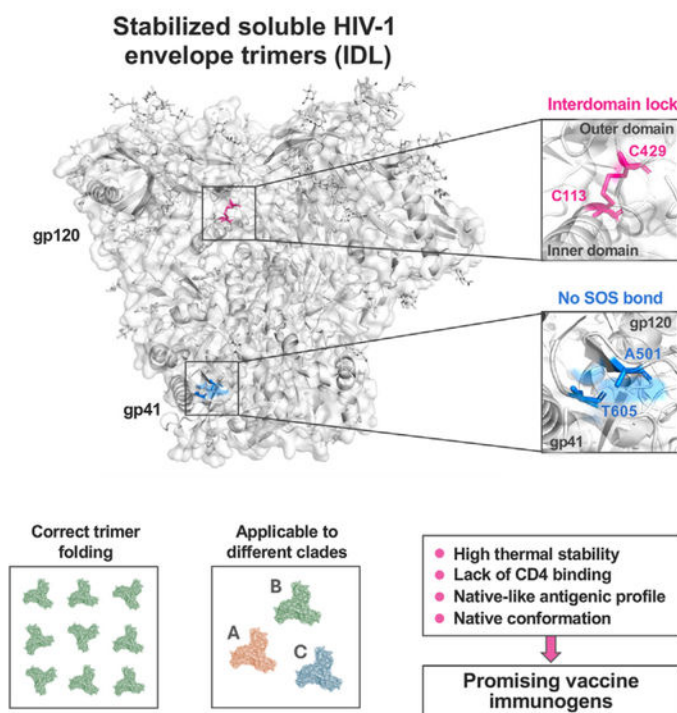 Stabilized soluble HIV-1
envelope trimers (IDL)
Interdomain lock
Outer domain
C429
C113
Inner domain
gp120
No SOS bond
gp120
A501
T605
gp41
gp41
Correct trimer
folding
Applicable to
different clades
B
A
C
High thermal stability
Lack of CD4 binding
Native-like antigenic profile
Native conformation
Promising vaccine
immunogens